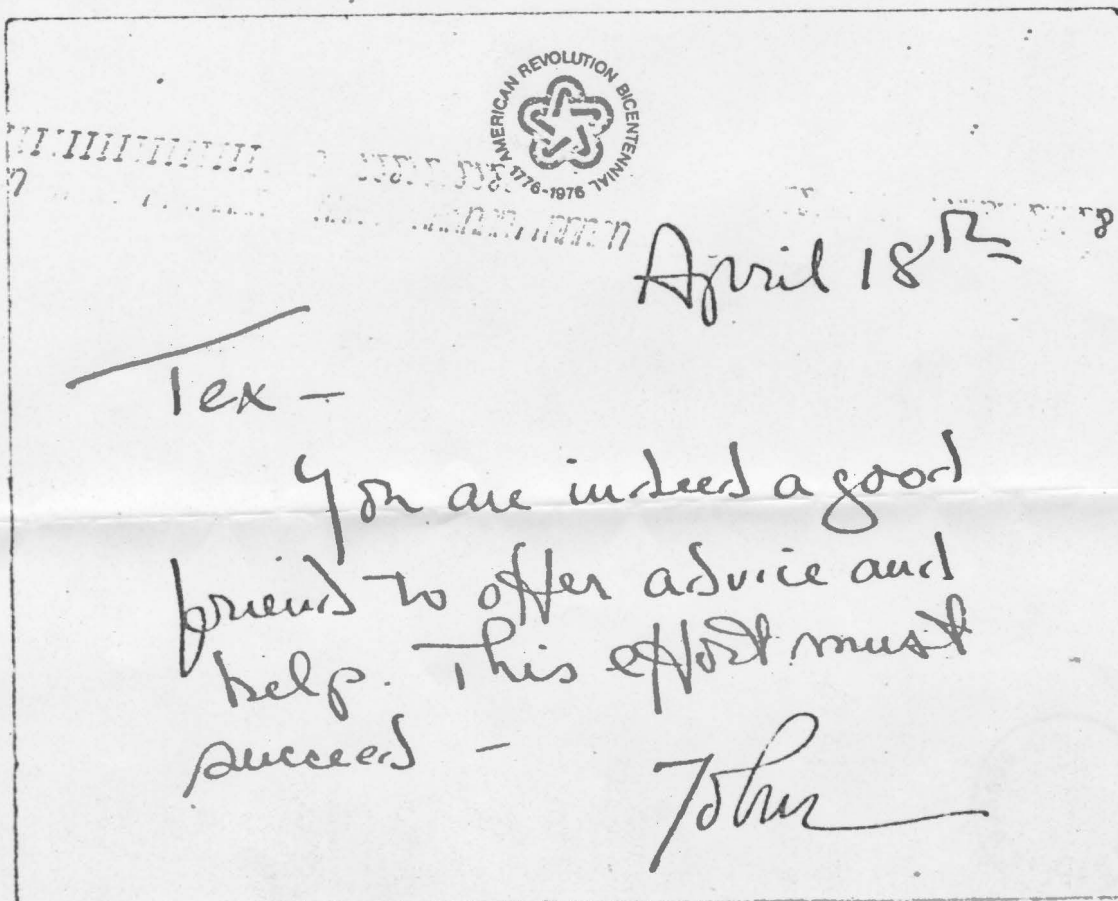 AMERICAN REVOLUTION BICENTENNIAL
1776-1976
April 18th
Tex -
You are indeed a good
friend to offer advice and
help. This effort must
succeed -
John